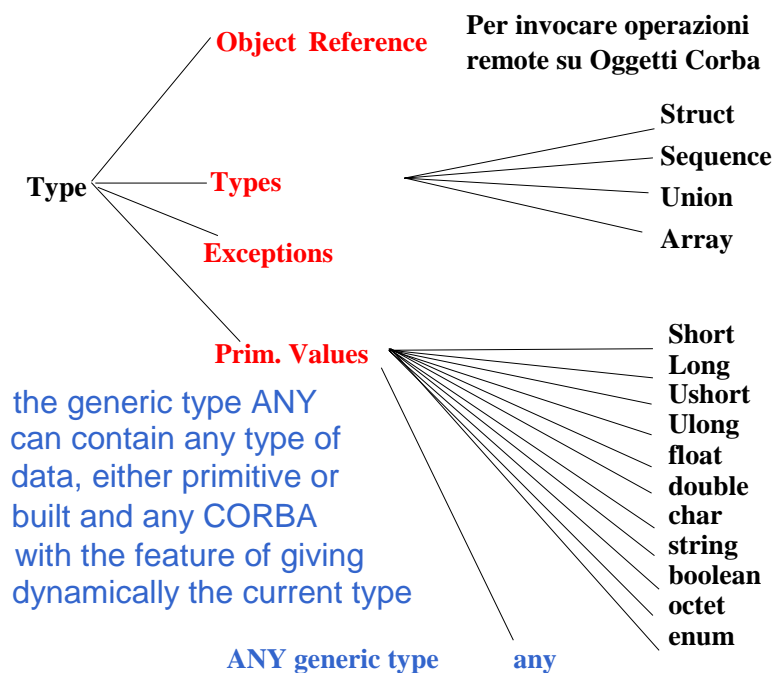 Object Reference
Per invocare operazioni
remote su Oggetti Corba
Type
Types
Struct
Sequence
Union
Array
Exceptions
Prim. Values
Short
Long
Ushort
Ulong
float
double
char
string
boolean
octet
enum
the generic type ANY
can contain any type of
data, either primitive or
built and any CORBA
with the feature of giving
dynamically the current type
ANY generic type
any